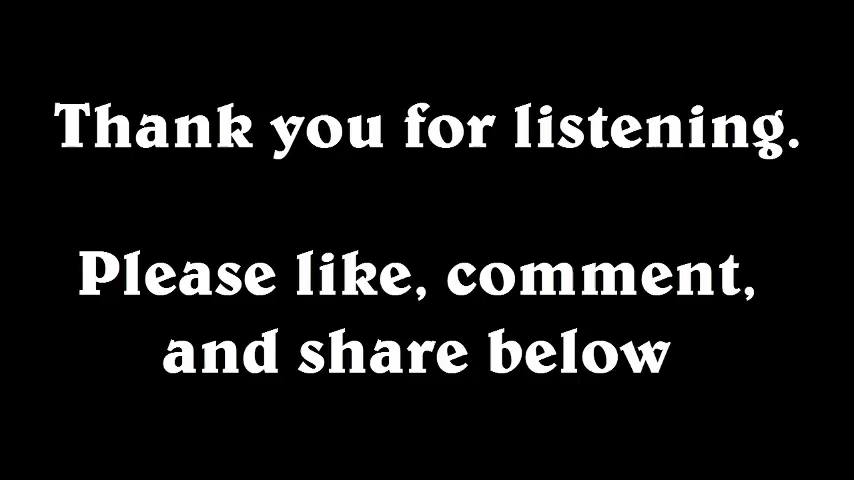 Thank you for listening.
Please like, comment,
and share below